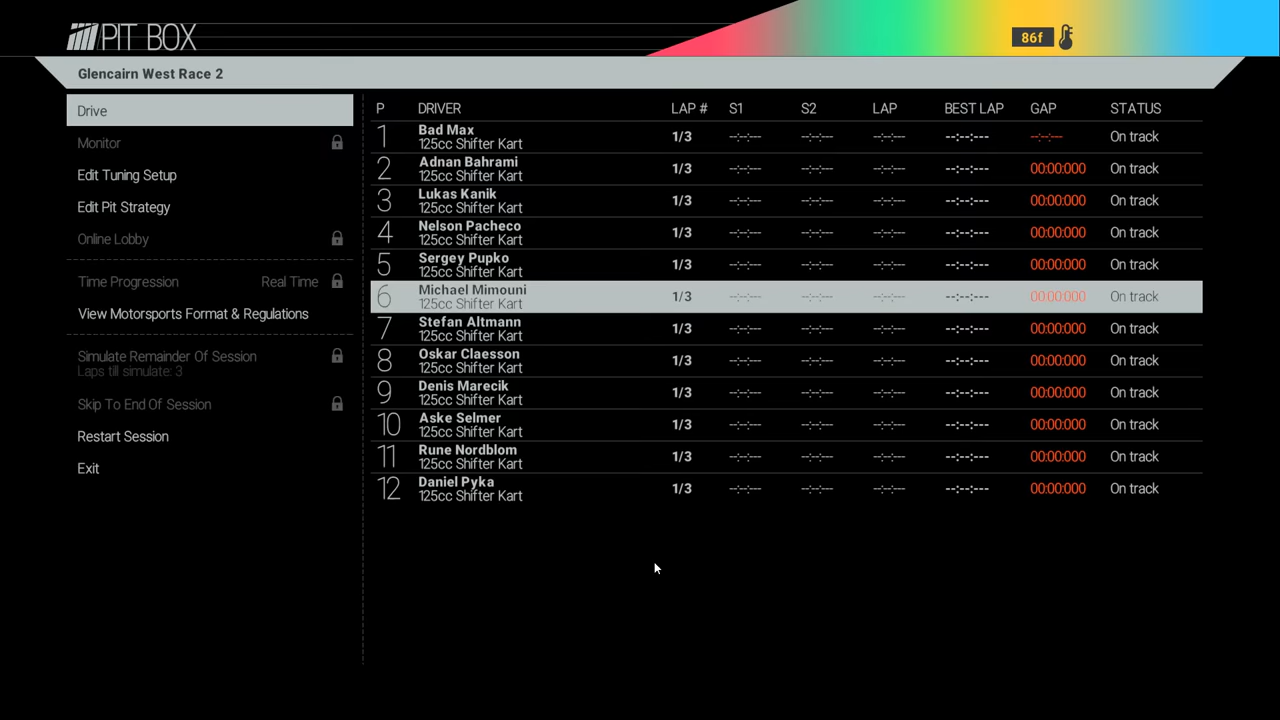 PIT BOX
86f
Glencairn West Race 2
Drive
Monitor
Edit Tuning Setup
Edit Pit Strategy
Online Lobby
Time Progression Real Time
View Motorsports Format & Regulations
Simulate Remainder Of Session
Laps till simulate: 3
Skip To End Of Session
Restart Session
Exit
P DRIVER LAP # S1 S2 LAP BEST LAP GAP STATUS
1 Bad Max 1/3 --:--:--- --:--:--- --:--:--- --:--:--- --:--:--- On track
125cc Shifter Kart
2 Adnan Bahrami 1/3 --:--:--- --:--:--- --:--:--- --:--:--- 00:00:000 On track
125cc Shifter Kart
3 Lukas Kanik 1/3 --:--:--- --:--:--- --:--:--- --:--:--- 00:00:000 On track
125cc Shifter Kart
4 Nelson Pacheco 1/3 --:--:--- --:--:--- --:--:--- --:--:--- 00:00:000 On track
125cc Shifter Kart
5 Sergey Pupko 1/3 --:--:--- --:--:--- --:--:--- --:--:--- 00:00:000 On track
125cc Shifter Kart
6 Michael Mimouni 1/3 --:--:--- --:--:--- --:--:--- --:--:--- 00:00:000 On track
125cc Shifter Kart
7 Stefan Altmann 1/3 --:--:--- --:--:--- --:--:--- --:--:--- 00:00:000 On track
125cc Shifter Kart
8 Oskar Claesson 1/3 --:--:--- --:--:--- --:--:--- --:--:--- 00:00:000 On track
125cc Shifter Kart
9 Denis Marecik 1/3 --:--:--- --:--:--- --:--:--- --:--:--- 00:00:000 On track
125cc Shifter Kart
10 Aske Selmer 1/3 --:--:--- --:--:--- --:--:--- --:--:--- 00:00:000 On track
125cc Shifter Kart
11 Rune Nordblom 1/3 --:--:--- --:--:--- --:--:--- --:--:--- 00:00:000 On track
125cc Shifter Kart
12 Daniel Pyka 1/3 --:--:--- --:--:--- --:--:--- --:--:--- 00:00:000 On track
125cc Shifter Kart